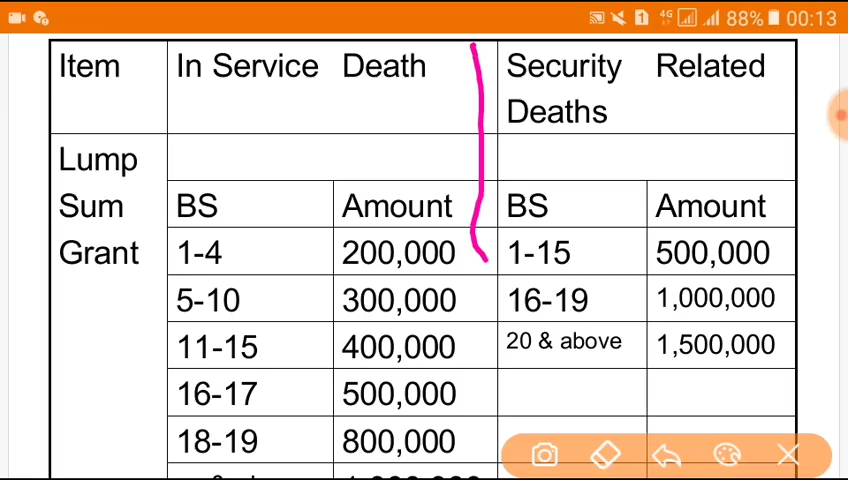 1 4G 88% 00:13
Item In Service Death Security Related
Deaths
Lump
Sum BS Amount BS Amount
Grant 1-4 200,000 1-15 500,000
5-10 300,000 16-19 1,000,000
11-15 400,000 20 & above 1,500,000
16-17 500,000
18-19 800,000